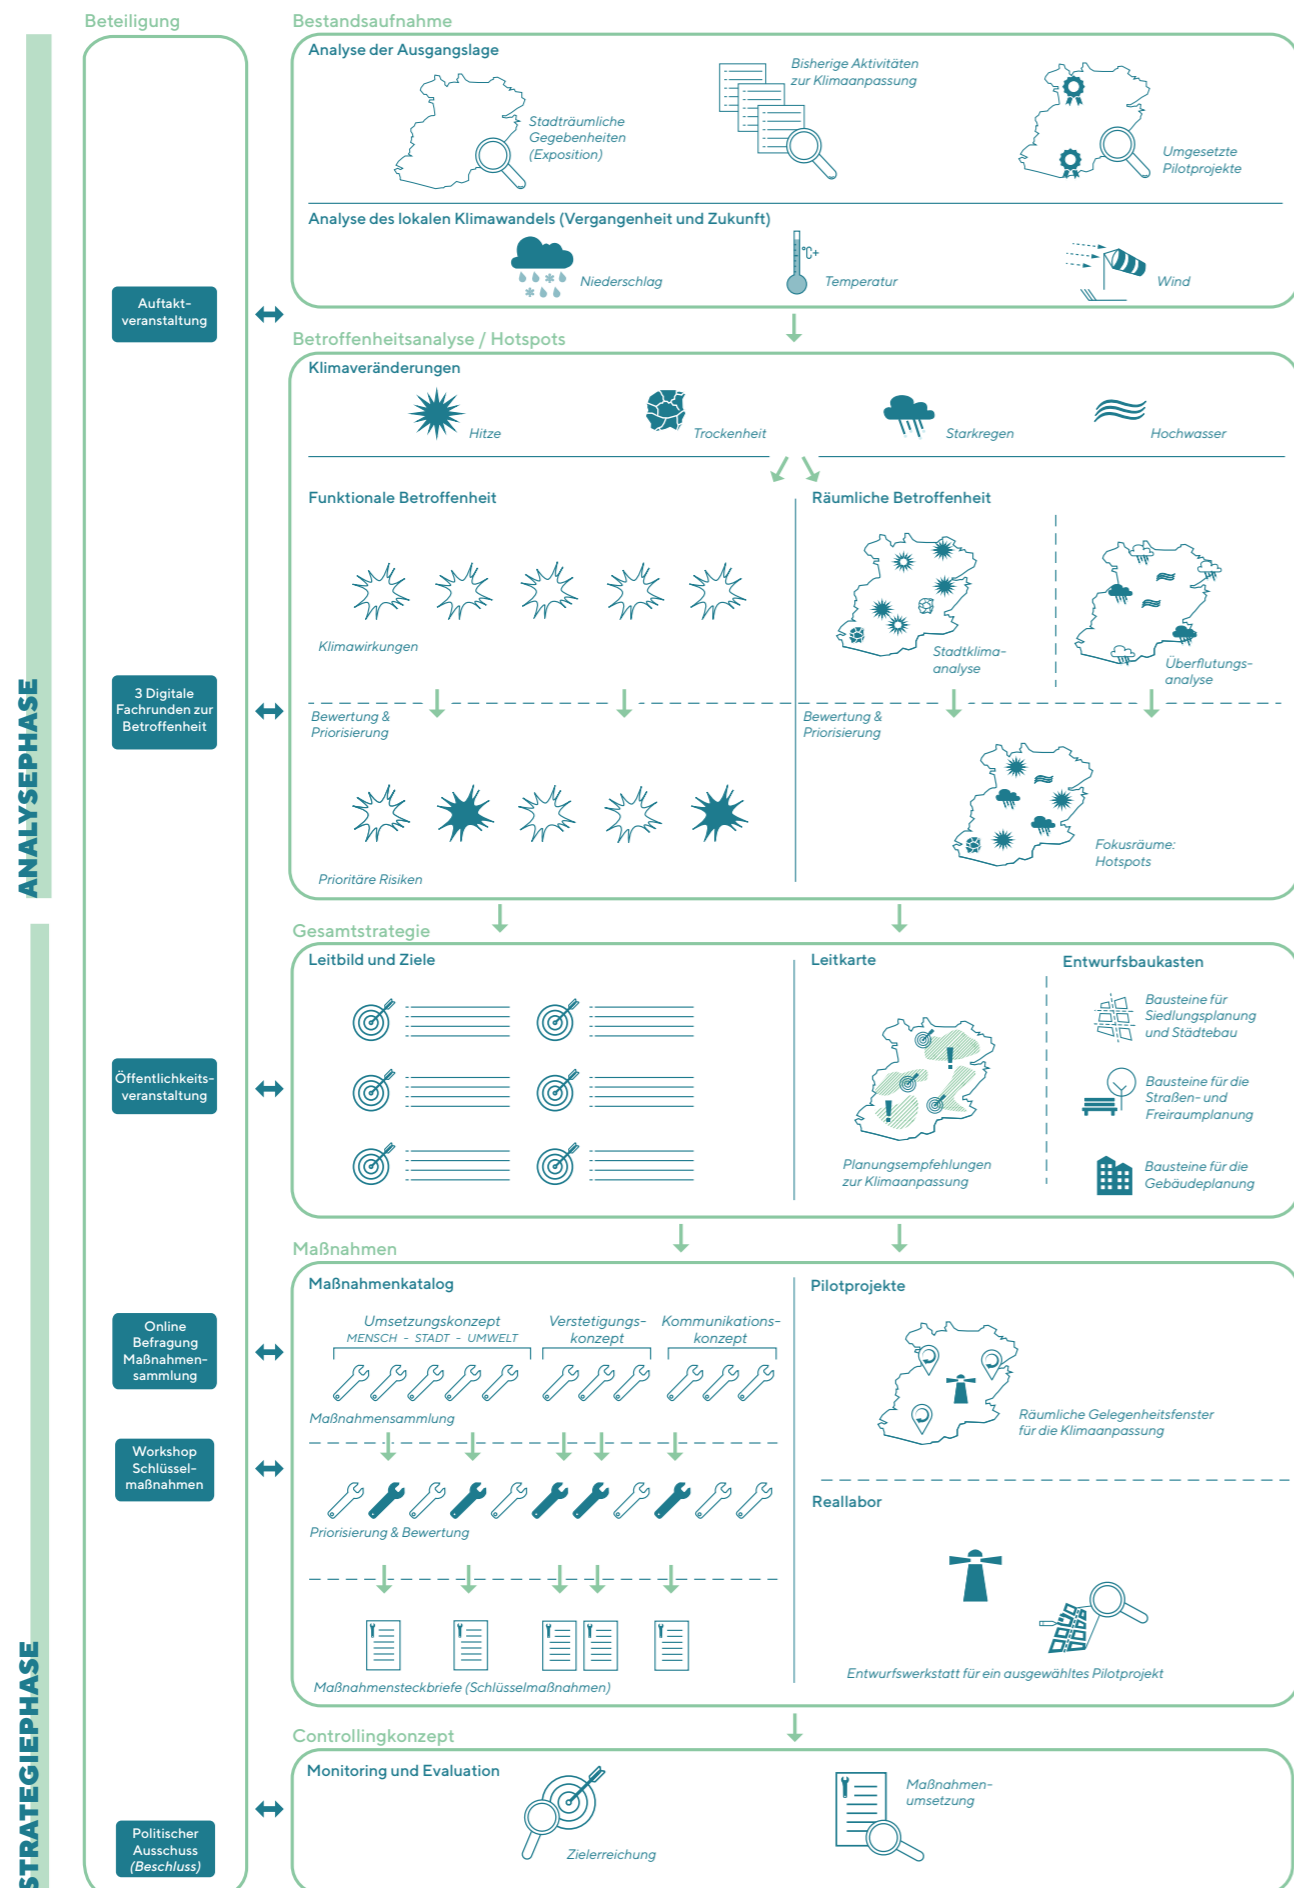 Beteiligung
ANALYSEPHASE
STRATEGIEPHASE
Auftakt-
veranstaltung
3 Digitale
Fachrunden zur
Betroffenheit
Öffentlichkeits-
veranstaltung
Online
Befragung
Maßnahmen-
sammlung
Workshop
Schlüssel-
maßnahmen
Politischer
Ausschuss
(Beschluss)
Bestandsaufnahme
Analyse der Ausgangslage
Stadträumliche
Gegebenheiten
(Exposition)
Bisherige Aktivitäten
zur Klimaanpassung
Umgesetzte
Pilotprojekte
Analyse des lokalen Klimawandels (Vergangenheit und Zukunft)
Niederschlag
°C+
Temperatur
Wind
Betroffenheitsanalyse / Hotspots
Klimaveränderungen
Hitze
Trockenheit
Starkregen
Hochwasser
Funktionale Betroffenheit
Klimawirkungen
Bewertung &
Priorisierung
Prioritäre Risiken
Räumliche Betroffenheit
Stadtklima-
analyse
Überflutungs-
analyse
Bewertung &
Priorisierung
Fokusräume:
Hotspots
Gesamtstrategie
Leitbild und Ziele
Leitkarte
!
!
Planungsempfehlungen
zur Klimaanpassung
Entwurfsbaukasten
Bausteine für
Siedlungsplanung
und Städtebau
Bausteine für die
Straßen- und
Freiraumplanung
Bausteine für die
Gebäudeplanung
Maßnahmen
Maßnahmenkatalog
Umsetzungskonzept
MENSCH - STADT - UMWELT
Verstetigungs-
konzept
Kommunikations-
konzept
Maßnahmensammlung
Priorisierung & Bewertung
Maßnahmensteckbriefe (Schlüsselmaßnahmen)
Pilotprojekte
Räumliche Gelegenheitsfenster
für die Klimaanpassung
Reallabor
Entwurfswerkstatt für ein ausgewähltes Pilotprojekt
Controllingkonzept
Monitoring und Evaluation
Zielerreichung
Maßnahmen-
umsetzung